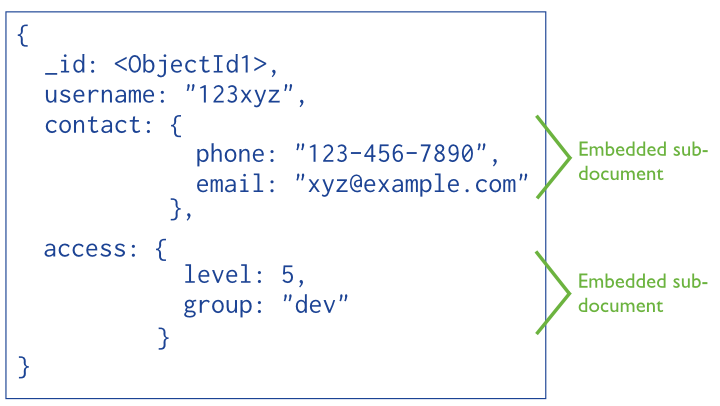 {
_id: <ObjectId1>,
username: "123xyz",
contact: {
phone: "123-456-7890",
email: "xyz@example.com"
},
access: {
level: 5,
group: "dev"
}
}
Embedded sub-
document
Embedded sub-
document